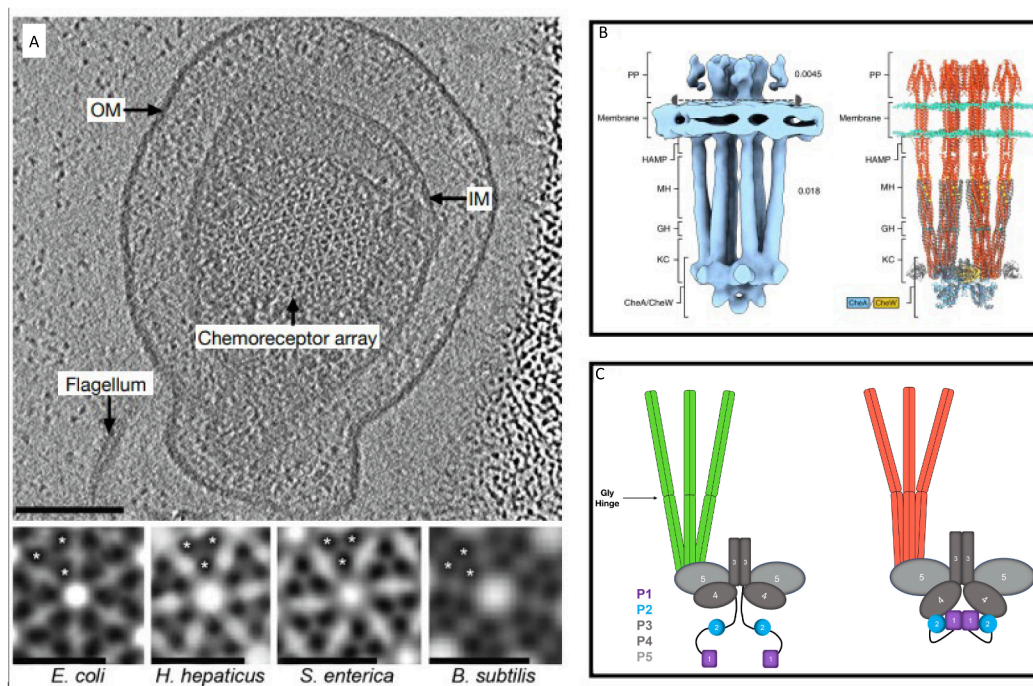 A
OM
IM
Chemoreceptor array
Flagellum
* * *
* * *
* * *
* * *
E. coli
H. hepaticus
S. enterica
B. subtilis
B
PP
Membrane
HAMP
MH
GH
KC
CheA/CheW
0.0045
0.018
PP
Membrane
HAMP
MH
GH
KC
CheA / CheW
C
Gly
Hinge
3 3
5 5
4
2 2
1 1
P1
P2
P3
P4
P5
3 3
5 5
4 4
2 1 1 2